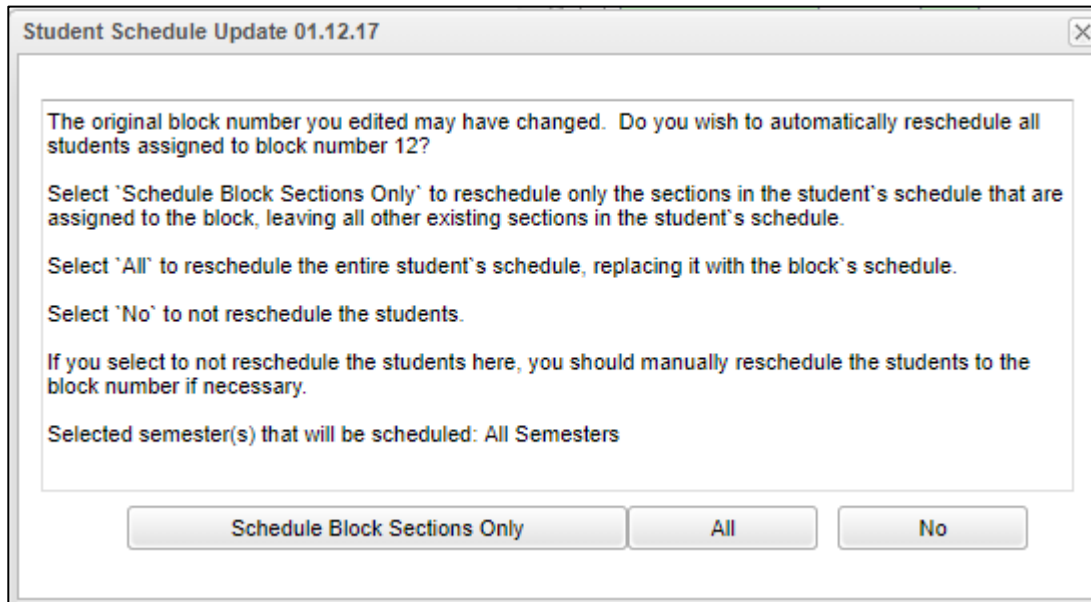 Student Schedule Update 01.12.17
The original block number you edited may have changed.  Do you wish to automatically reschedule all
students assigned to block number 12?
Select `Schedule Block Sections Only` to reschedule only the sections in the student`s schedule that are
assigned to the block, leaving all other existing sections in the student`s schedule.
Select `All` to reschedule the entire student`s schedule, replacing it with the block`s schedule.
Select `No` to not reschedule the students.
If you select to not reschedule the students here, you should manually reschedule the students to the
block number if necessary.
Selected semester(s) that will be scheduled: All Semesters
Schedule Block Sections Only All No